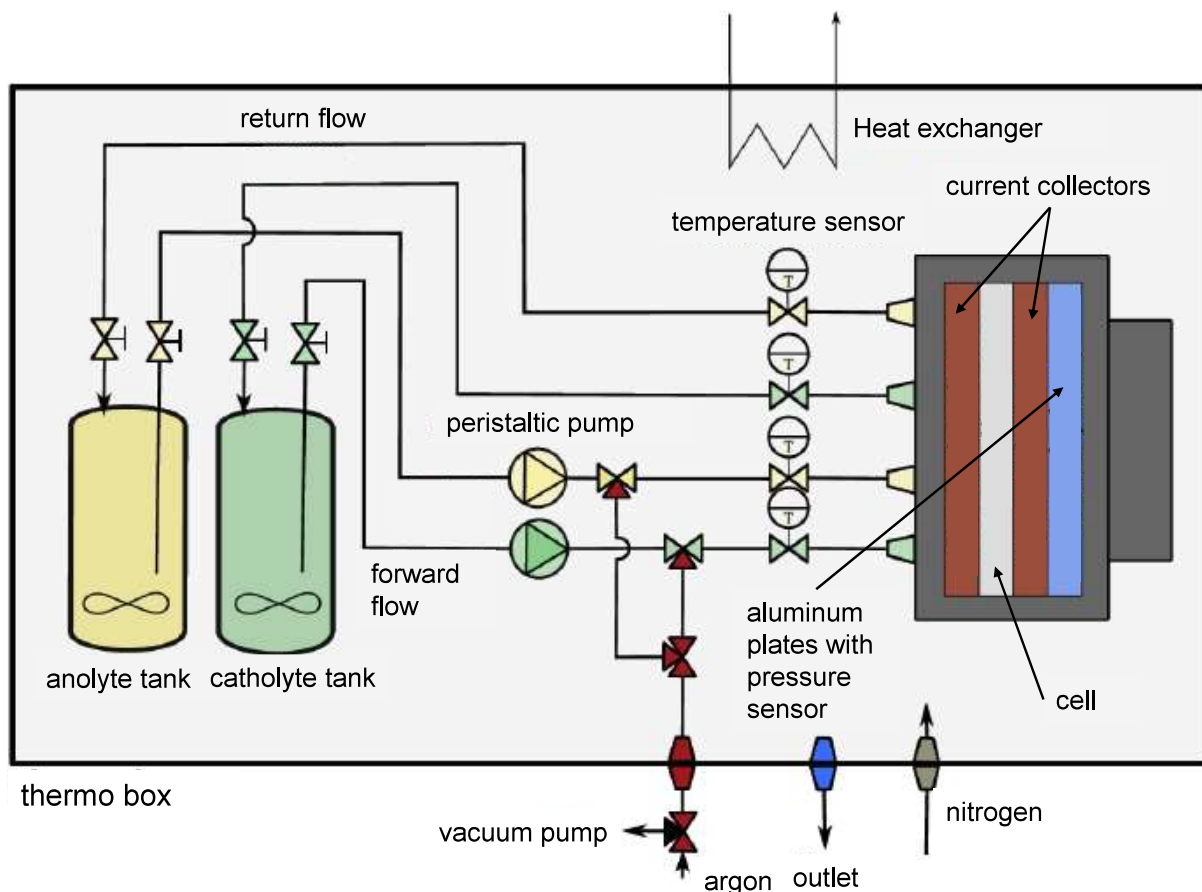 return flow
Heat exchanger
current collectors
temperature sensor
T
T
peristaltic pump
T
T
forward
flow
aluminum
plates with
pressure
sensor
cell
anolyte tank
catholyte tank
thermo box
nitrogen
vacuum pump
argon
outlet